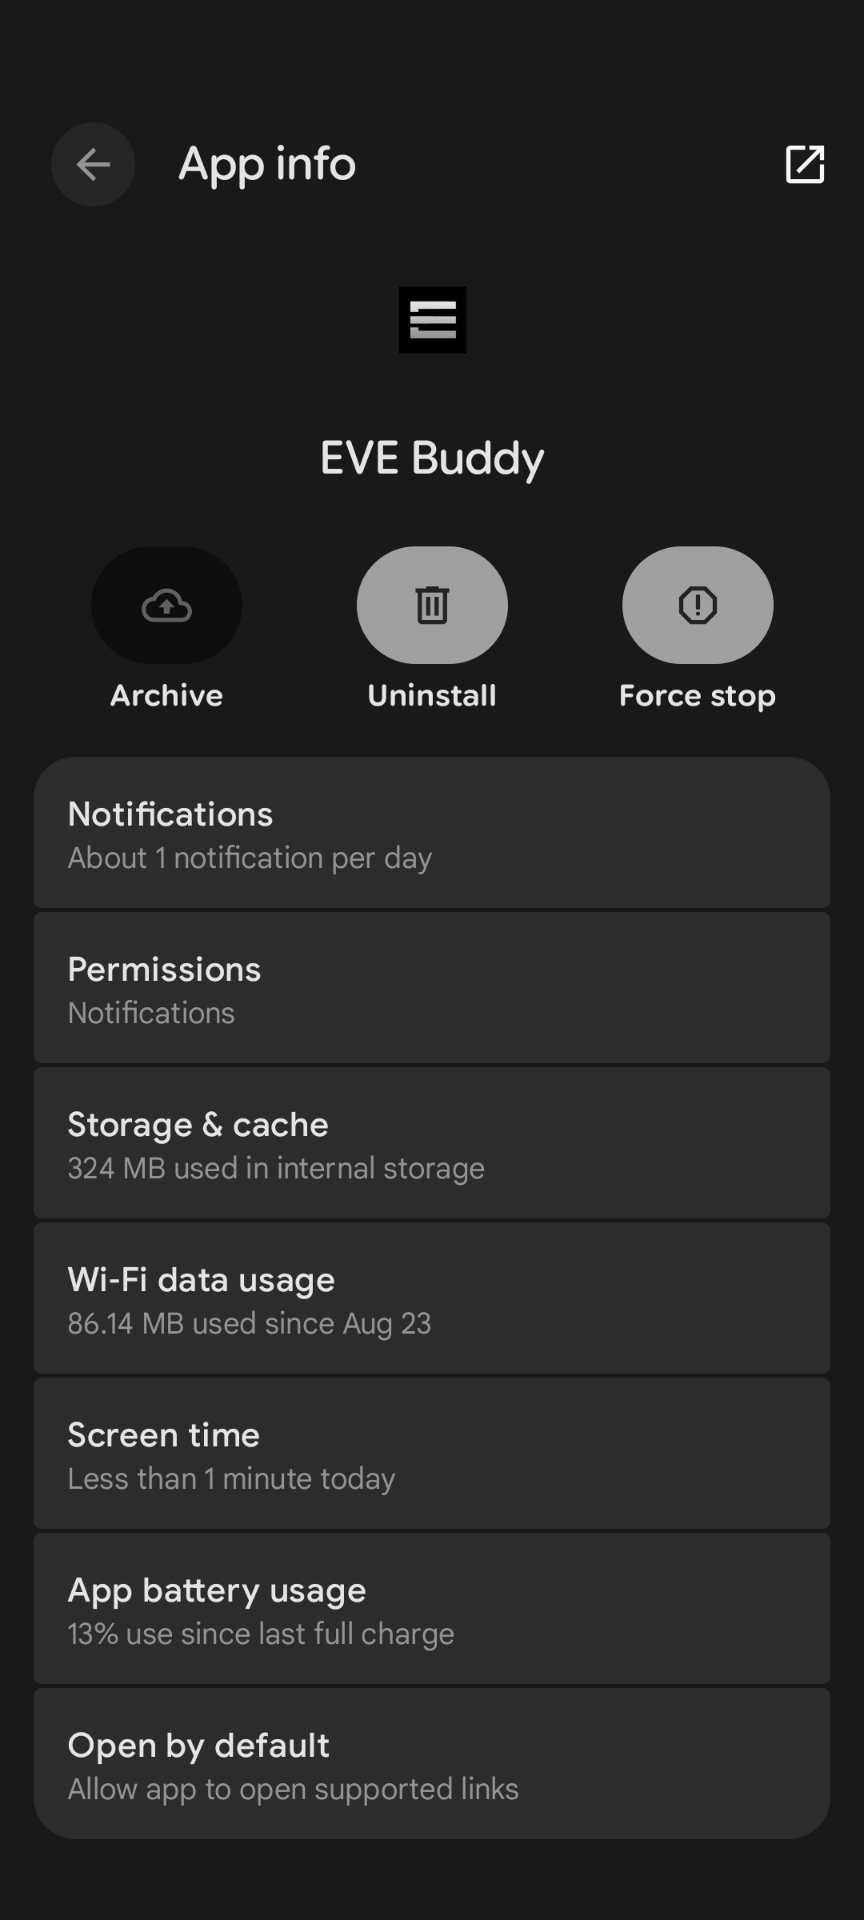 App info
EVE Buddy
Archive
Uninstall
Force stop
Notifications
About 1 notification per day
Permissions
Notifications
Storage & cache
324 MB used in internal storage
Wi-Fi data usage
86.14 MB used since Aug 23
Screen time
Less than 1 minute today
App battery usage
13% use since last full charge
Open by default
Allow app to open supported links